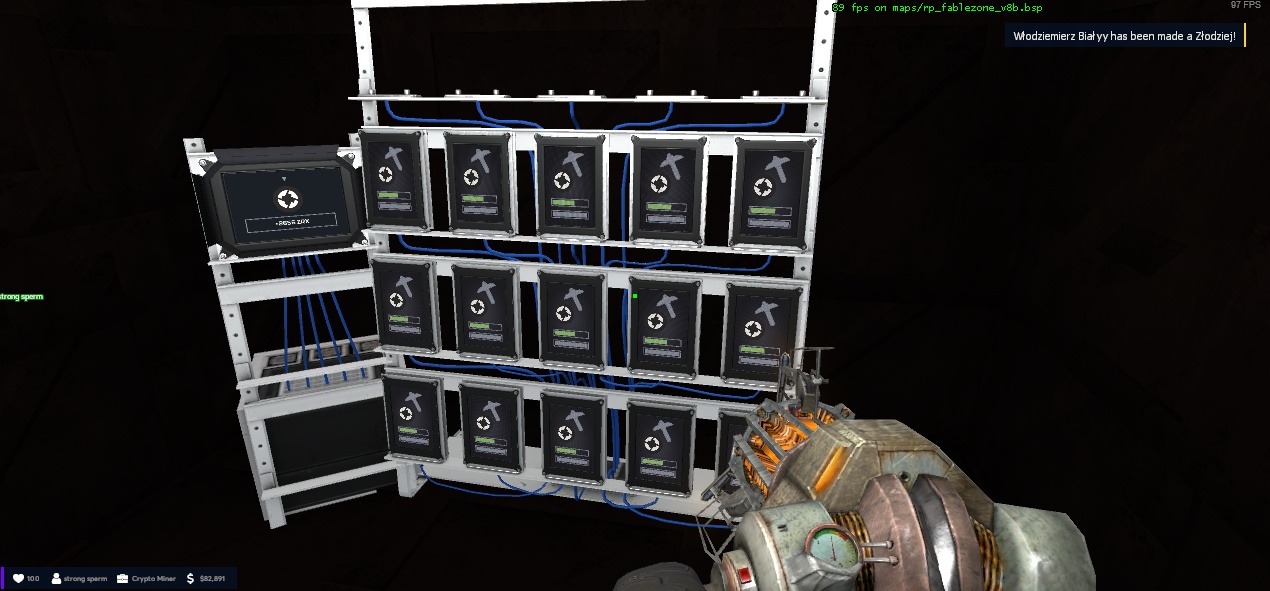 89 fps on maps/rp_fablezone_v8b.bsp
97 FPS
Włodziemierz Białyy has been made a Złodziej!
strong sperm
100
strong sperm
Crypto Miner
$82,891